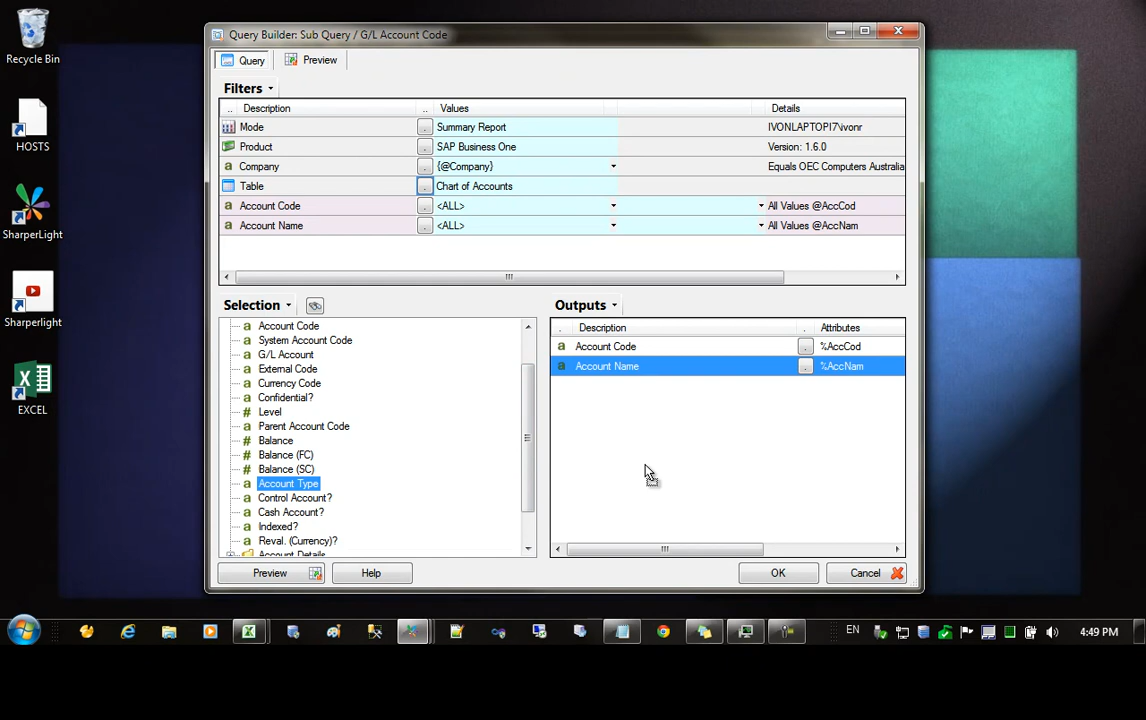 Recycle Bin
HOSTS
SharperLight
Sharperlight
EXCEL
Query Builder: Sub Query / G/L Account Code
Query
Preview
Filters
.. Description .. Values Details
Mode . Summary Report IVONLAPTOPI7\ivonr
Product . SAP Business One Version: 1.6.0
a Company . {@Company} Equals OEC Computers Australia
Table . Chart of Accounts
a Account Code . <ALL> All Values @AccCod
a Account Name . <ALL> All Values @AccNam
Selection
a Account Code
a System Account Code
a G/L Account
a External Code
a Currency Code
a Confidential?
# Level
a Parent Account Code
# Balance
# Balance (FC)
# Balance (SC)
a Account Type
a Control Account?
a Cash Account?
a Indexed?
a Reval. (Currency)?
Account Details
Outputs
. Description . Attributes
a Account Code . %AccCod
a Account Name . %AccNam
Preview
Help
OK
Cancel
EN
4:49 PM